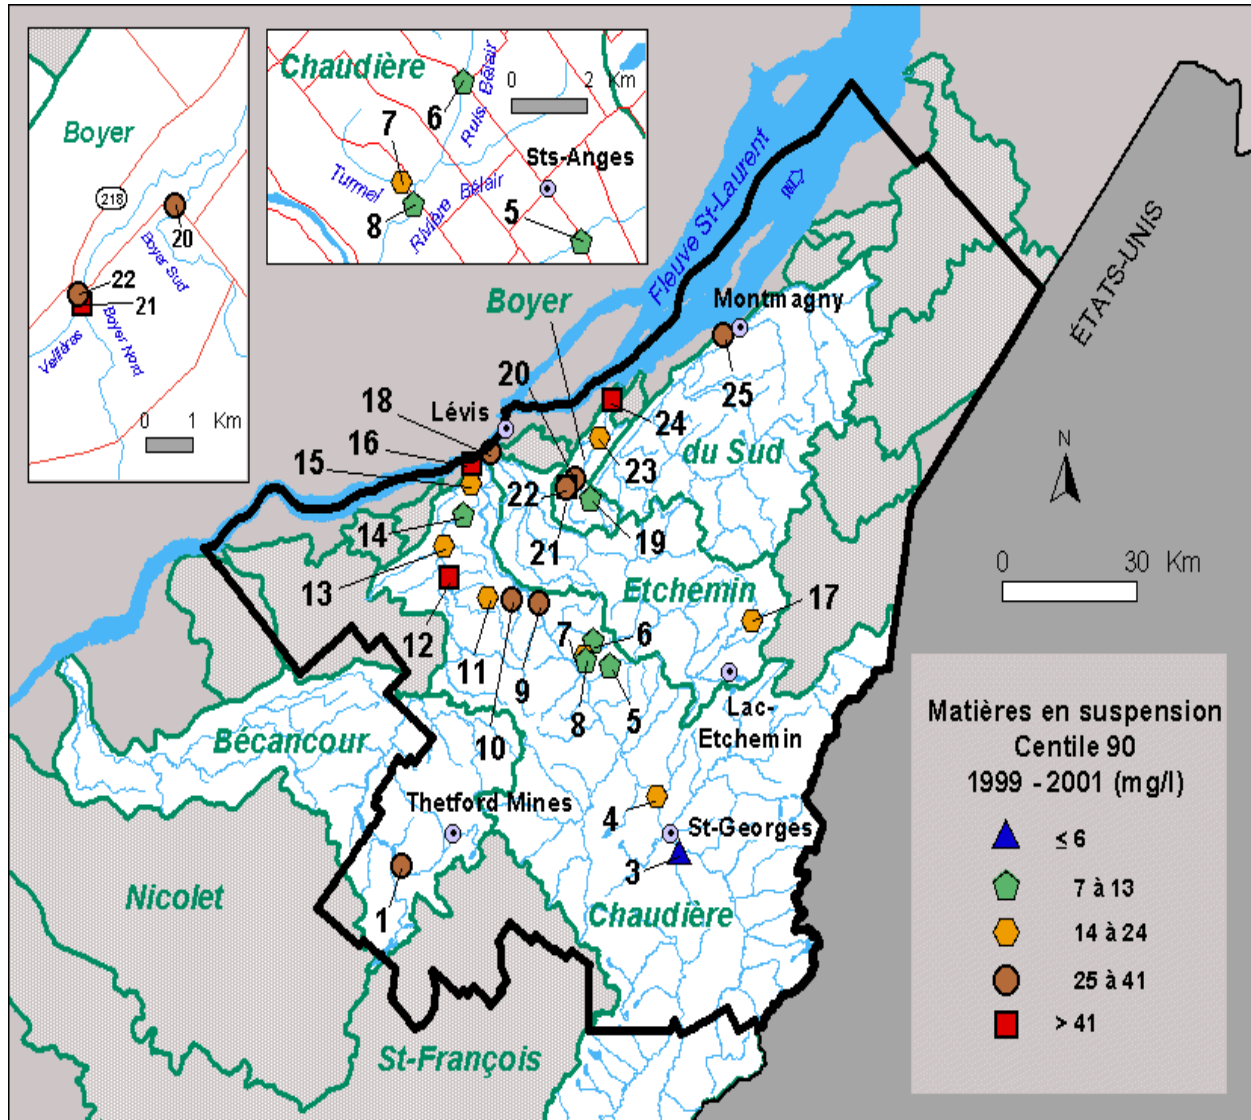 Boyer
218
20
Boyer Sud
22
21
Boyer Nord
0 1 Km
Chaudière
6
Ruis. Bélair
0 2 Km
7
Turmel
8
Rivière Bélair
Sts-Anges
5
Fleuve St-Laurent
ÉTATS-UNIS
Boyer
Montmagny
25
20
24
18
Lévis
16
15
23
du Sud
22
14
21
19
N
0 30 Km
13
Etchemin
17
12
11
7
6
9
10
8
5
Lac-
Etchemin
Bécancour
Thetford Mines
4
St-Georges
3
1
Nicolet
Chaudière
St-François
Matières en suspension
Centile 90
1999 - 2001 (mg/l)
≤ 6
7 à 13
14 à 24
25 à 41
> 41